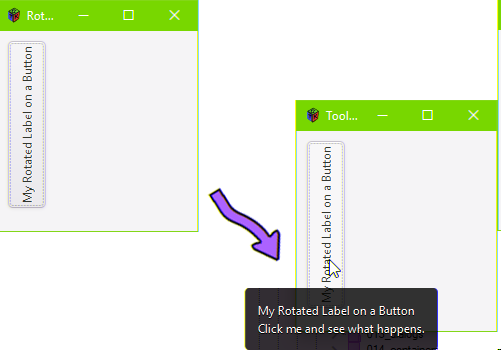 Rot...
My Rotated Label on a Button
Tool...
My Rotated Label on a Button
My Rotated Label on a Button
Click me and see what happens.